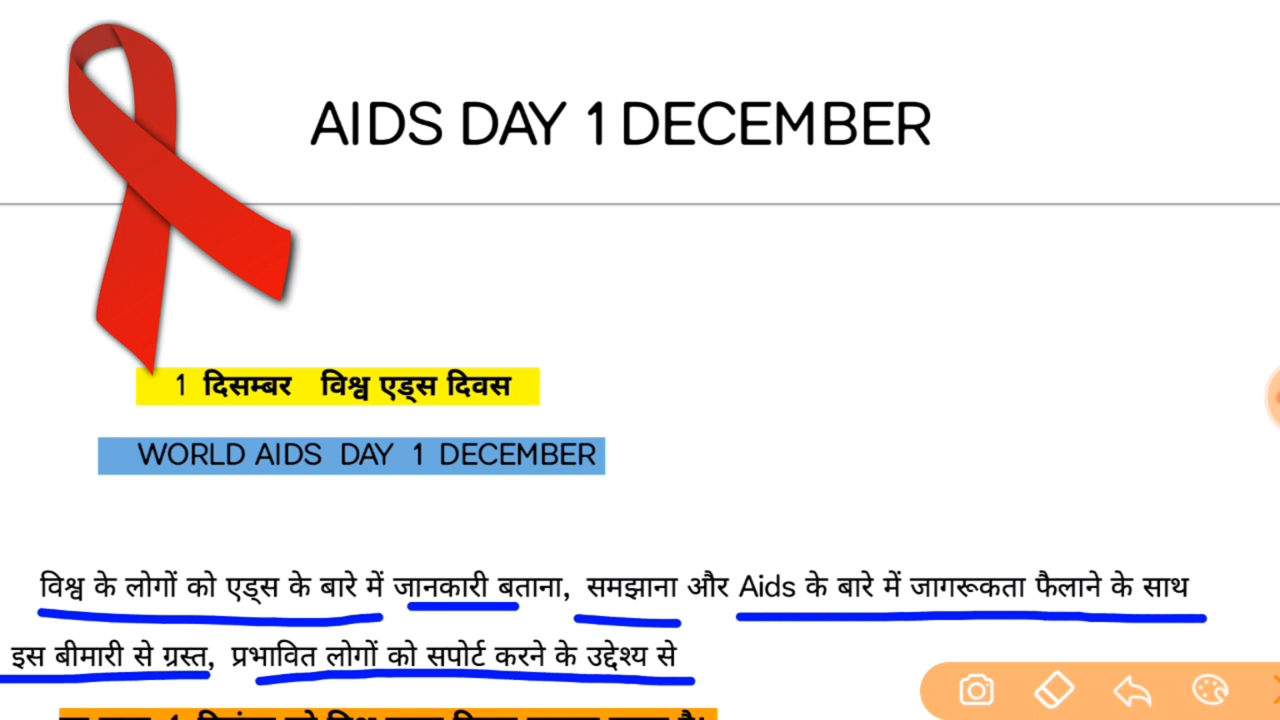 AIDS DAY 1 DECEMBER
1 दिसम्बर विश्व एड्स दिवस
WORLD AIDS DAY 1 DECEMBER
विश्व के लोगों को एड्स के बारे में जानकारी बताना, समझाना और Aids के बारे में जागरूकता फैलाने के साथ
इस बीमारी से ग्रस्त, प्रभावित लोगों को सपोर्ट करने के उद्देश्य से